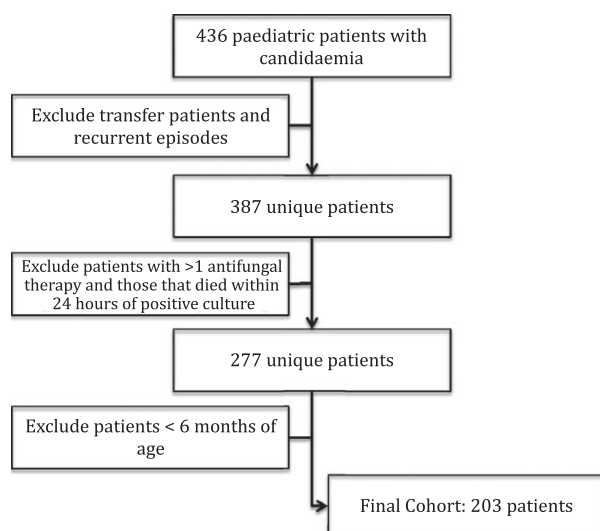 436 paediatric patients with
candidaemia
Exclude transfer patients and
recurrent episodes
387 unique patients
Exclude patients with >1 antifungal
therapy and those that died within
24 hours of positive culture
277 unique patients
Exclude patients < 6 months of
age
Final Cohort: 203 patients